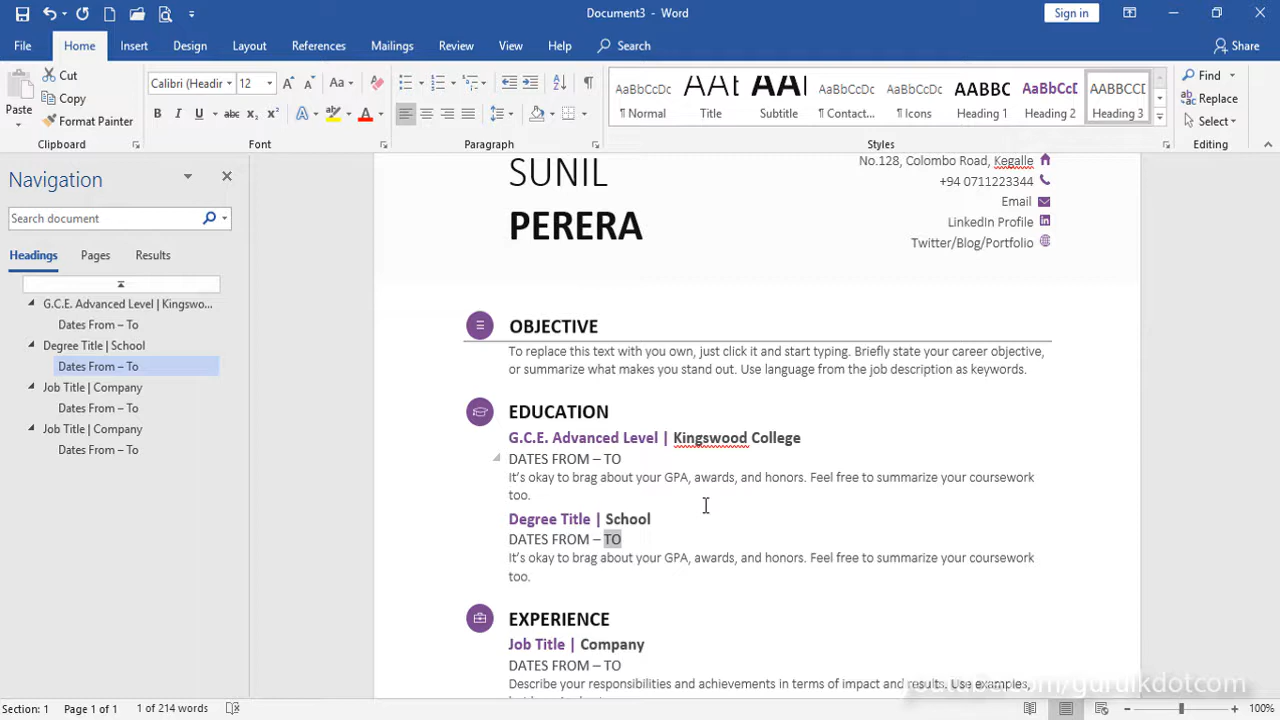 Document3 - Word
Sign in
File Home Insert Design Layout References Mailings Review View Help Search Share
Paste
Cut
Copy
Format Painter
Clipboard
Calibri (Headir 12
Font
Paragraph
AaBbCcDc AAE AAI AaBbCcDc AaBbCcDc AABBC AaBbCcI AABBCCD
¶ Normal Title Subtitle ¶ Contact... ¶ Icons Heading 1 Heading 2 Heading 3
Styles
Find
Replace
Select
Editing
Navigation
Search document
Headings Pages Results
G.C.E. Advanced Level | Kingswo...
Dates From – To
Degree Title | School
Dates From – To
Job Title | Company
Dates From – To
Job Title | Company
Dates From – To
SUNIL
PERERA
No.128, Colombo Road, Kegalle
+94 0711223344
Email
LinkedIn Profile
Twitter/Blog/Portfolio
OBJECTIVE
To replace this text with you own, just click it and start typing. Briefly state your career objective,
or summarize what makes you stand out. Use language from the job description as keywords.
EDUCATION
G.C.E. Advanced Level | Kingswood College
DATES FROM – TO
It's okay to brag about your GPA, awards, and honors. Feel free to summarize your coursework
too.
Degree Title | School
DATES FROM – TO
It's okay to brag about your GPA, awards, and honors. Feel free to summarize your coursework
too.
EXPERIENCE
Job Title | Company
DATES FROM – TO
Describe your responsibilities and achievements in terms of impact and results. Use examples,
Section: 1 Page 1 of 1 1 of 214 words
100%